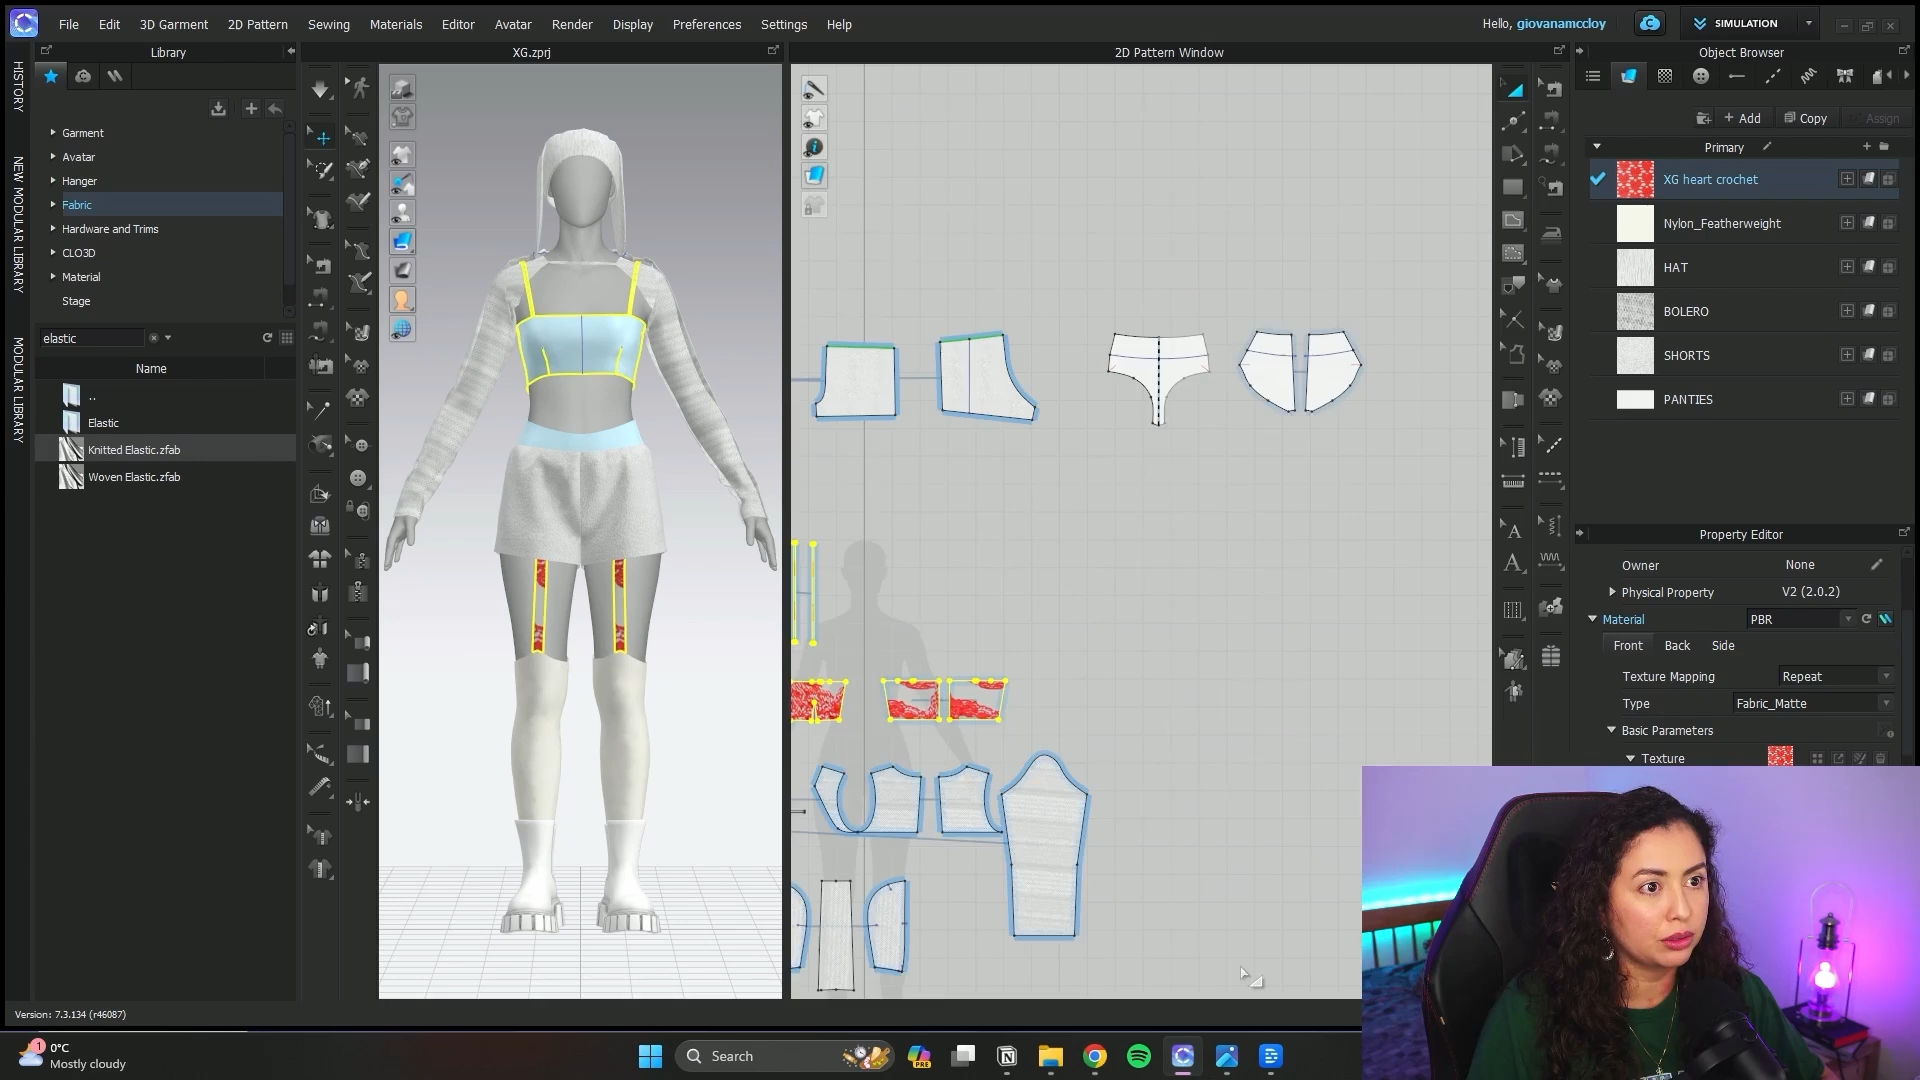 File Edit 3D Garment 2D Pattern Sewing Materials Editor Avatar Render Display Preferences Settings Help
Hello, giovanamccloy
SIMULATION
Library
XG.zprj
2D Pattern Window
Object Browser
HISTORY
NEW MODULAR LIBRARY
MODULAR LIBRARY
Garment
Avatar
Hanger
Fabric
Hardware and Trims
CLO3D
Material
Stage
elastic
Name
..
Elastic
Knitted Elastic.zfab
Woven Elastic.zfab
+ Add
Copy
Assign
Primary
XG heart crochet
Nylon_Featherweight
HAT
BOLERO
SHORTS
PANTIES
Property Editor
Owner None
Physical Property V2 (2.0.2)
Material PBR
Front Back Side
Texture Mapping Repeat
Type Fabric_Matte
Basic Parameters
Texture
Version: 7.3.134 (r46087)
1
0°C
Mostly cloudy
Search
PRE